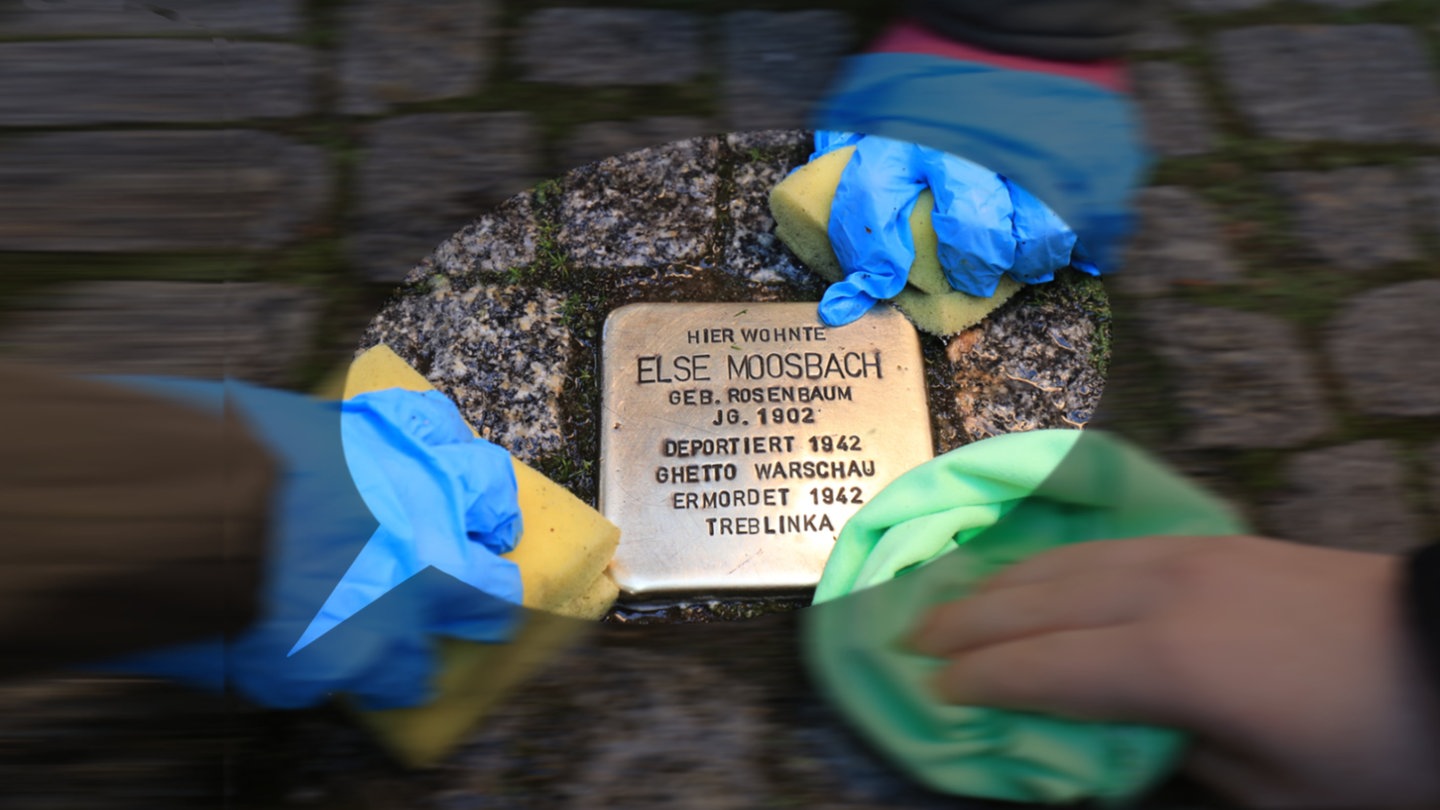 HIER WOHNTE
ELSE MOOSBACH
GEB. ROSENBAUM
JG. 1902
DEPORTIERT 1942
GHETTO WARSCHAU
ERMORDET 1942
TREBLINKA